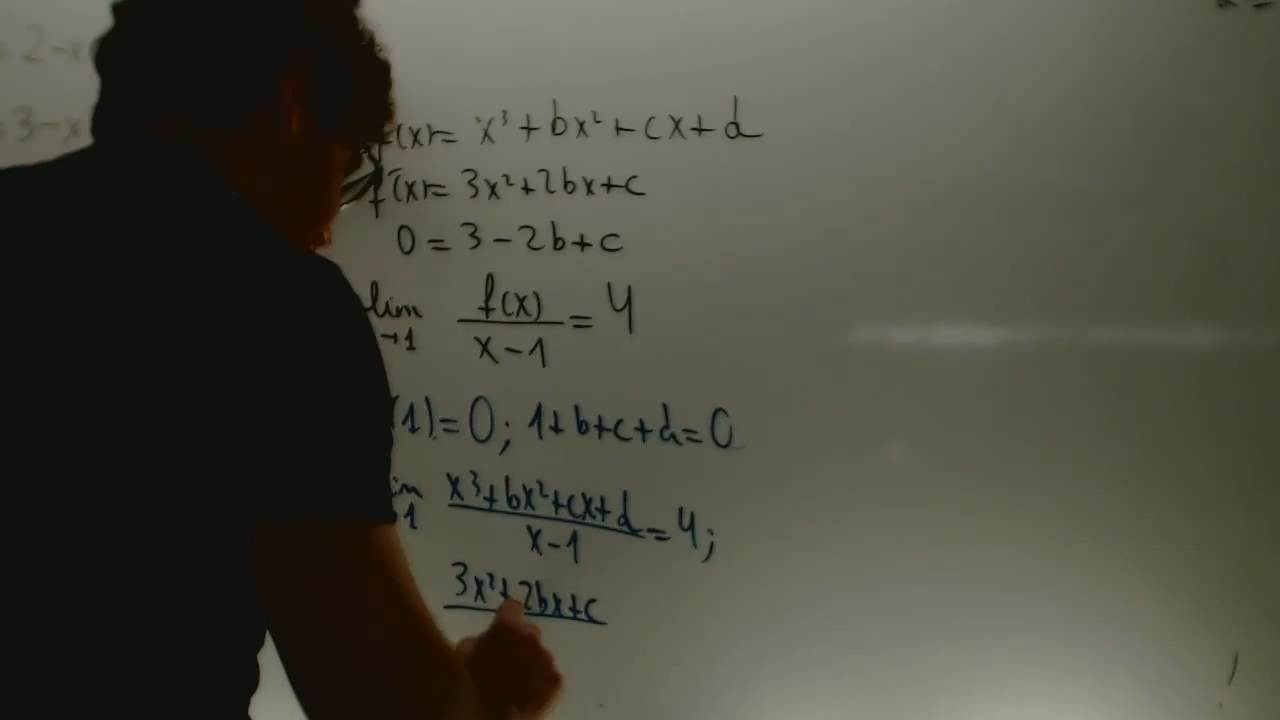 = 2-x
= 3-x
f(x)= x³+bx²+cx+d
f'(x)= 3x²+2bx+c
0 = 3-2b+c
lim →1 f(x)/x-1 = 4
(1)=0; 1+b+c+d=0
im 1 x³+bx²+cx+d/x-1 = 4;
3x²+2bx+c